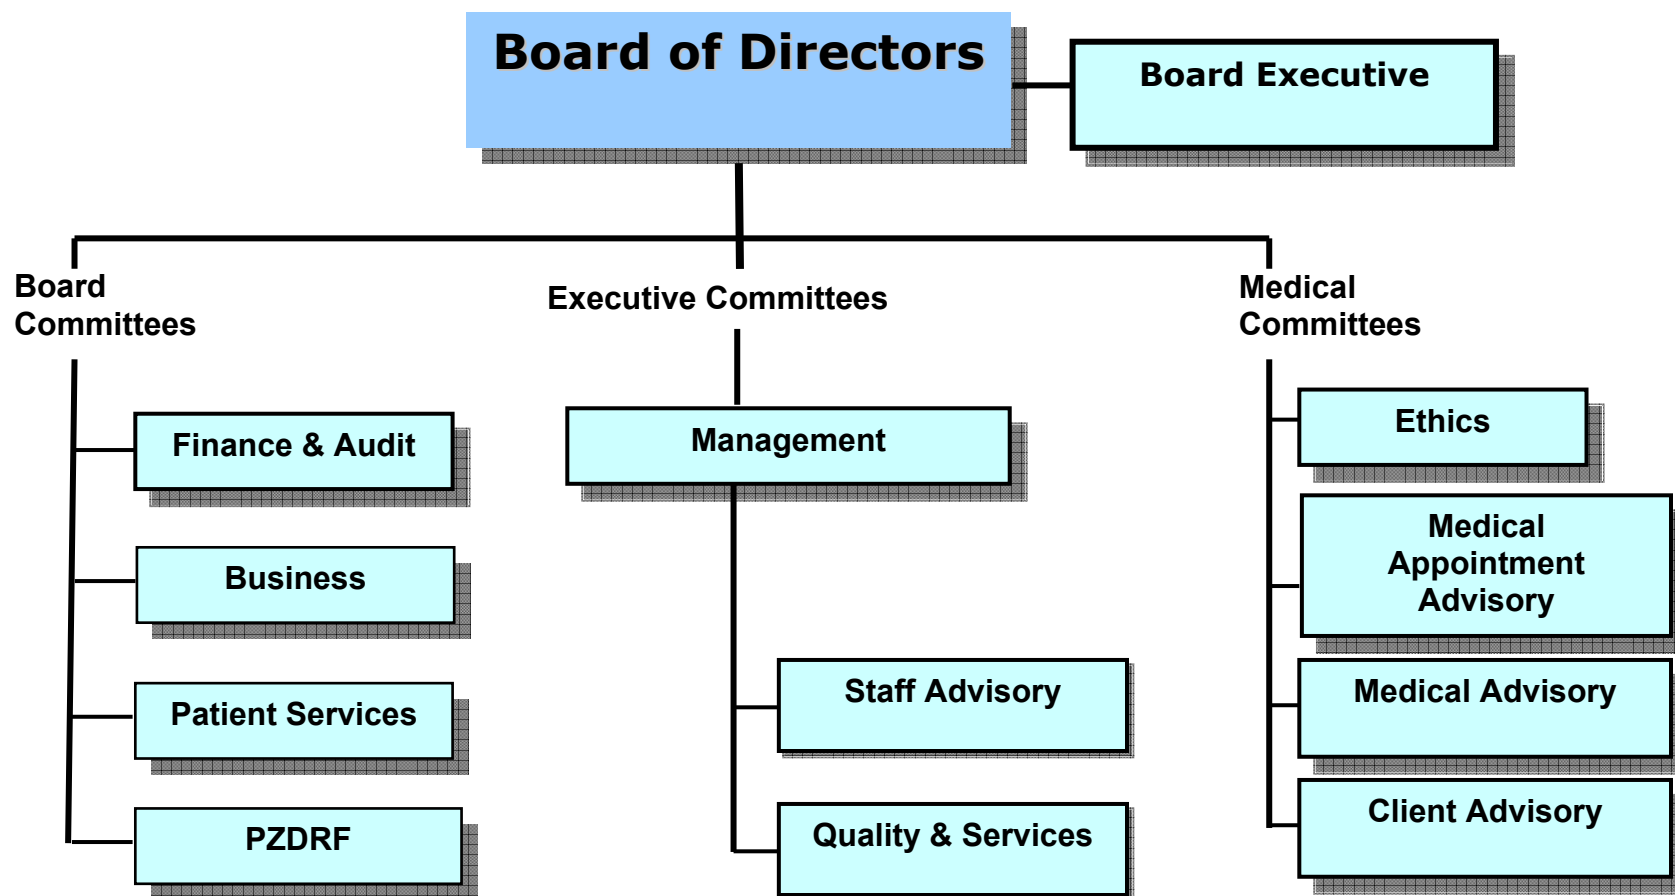 Board of Directors
Board Executive
Board
Committees
Executive Committees
Medical
Committees
Finance & Audit
Business
Patient Services
PZDRF
Management
Staff Advisory
Quality & Services
Ethics
Medical
Appointment
Advisory
Medical Advisory
Client Advisory